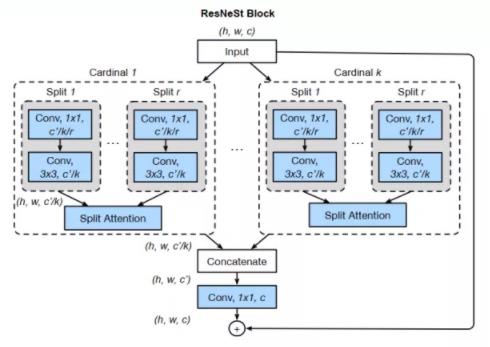 ResNeSt Block
(h, w, c)
Input
Cardinal 1
Cardinal k
Split 1
Split r
Split 1
Split r
Conv, 1x1,
c'/k/r
Conv, 1x1,
c'/k/r
Conv, 1x1,
c'/k/r
Conv, 1x1,
c'/k/r
...
...
...
Conv,
3x3, c'/k
Conv,
3x3, c'/k
Conv,
3x3, c'/k
Conv,
3x3, c'/k
(h, w, c'/k)
Split Attention
Split Attention
(h, w, c'/k)
Concatenate
(h, w, c')
Conv, 1x1, c
(h, w, c)
+